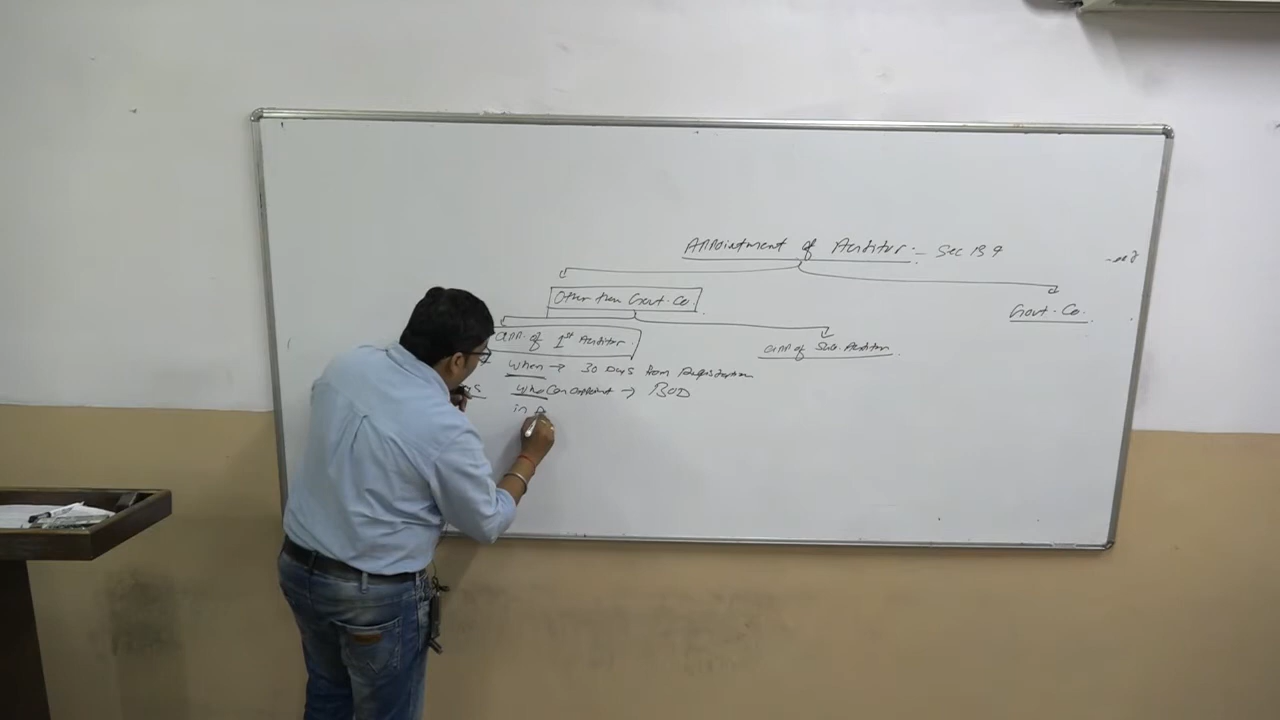 Appointment of Auditor :- Sec 139
Other than Govt. Co.
Govt. Co.
app. of 1st Auditor
app of Sub. Auditor
When → 30 Days from Registration
Who Can appoint → BOD
in